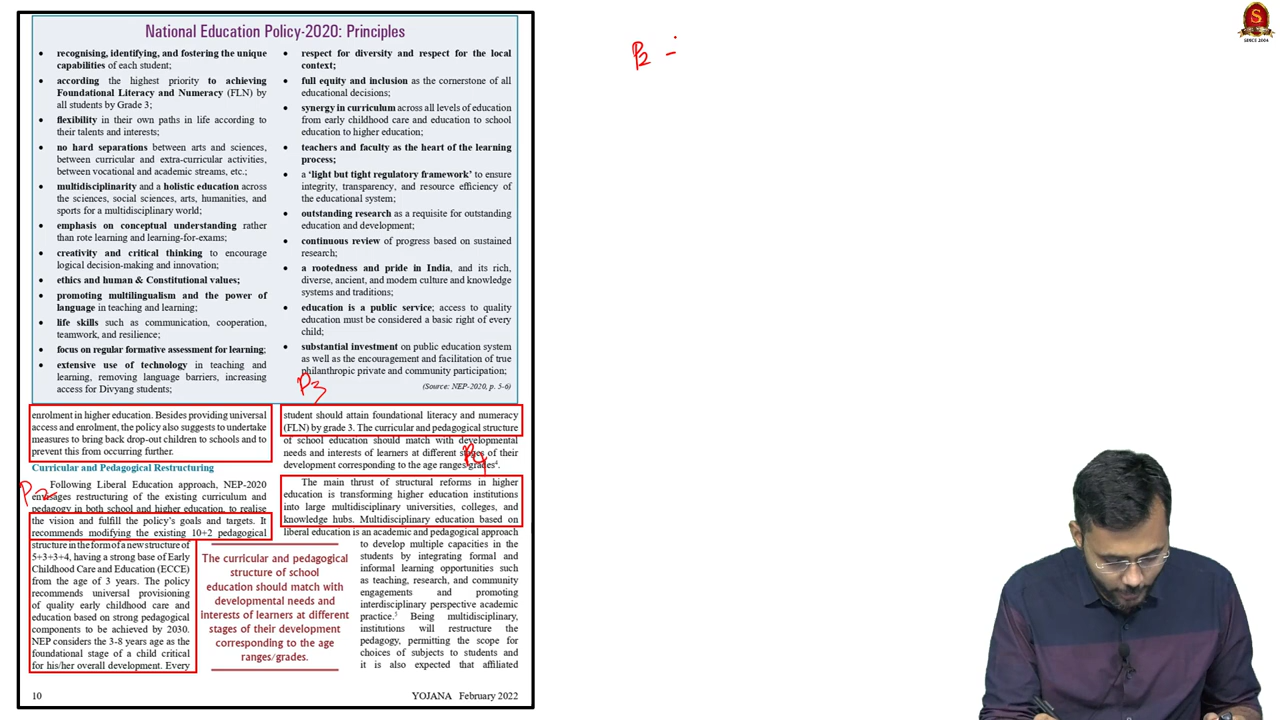 National Education Policy-2020: Principles
• recognising, identifying, and fostering the unique
capabilities of each student;
• according the highest priority to achieving
Foundational Literacy and Numeracy (FLN) by
all students by Grade 3;
• flexibility in their own paths in life according to
their talents and interests;
• no hard separations between arts and sciences,
between curricular and extra-curricular activities,
between vocational and academic streams, etc.;
• multidisciplinarity and a holistic education across
the sciences, social sciences, arts, humanities, and
sports for a multidisciplinary world;
• emphasis on conceptual understanding rather
than rote learning and learning-for-exams;
• creativity and critical thinking to encourage
logical decision-making and innovation;
• ethics and human & Constitutional values;
• promoting multilingualism and the power of
language in teaching and learning;
• life skills such as communication, cooperation,
teamwork, and resilience;
• focus on regular formative assessment for learning;
• extensive use of technology in teaching and
learning, removing language barriers, increasing
access for Divyang students;
• respect for diversity and respect for the local
context;
• full equity and inclusion as the cornerstone of all
educational decisions;
• synergy in curriculum across all levels of education
from early childhood care and education to school
education to higher education;
• teachers and faculty as the heart of the learning
process;
• a ‘light but tight regulatory framework’ to ensure
integrity, transparency, and resource efficiency of
the educational system;
• outstanding research as a requisite for outstanding
education and development;
• continuous review of progress based on sustained
research;
• a rootedness and pride in India, and its rich,
diverse, ancient, and modern culture and knowledge
systems and traditions;
• education is a public service; access to quality
education must be considered a basic right of every
child;
• substantial investment on public education system
as well as the encouragement and facilitation of true
philanthropic private and community participation;
(Source: NEP-2020, p. 5-6)
enrolment in higher education. Besides providing universal
access and enrolment, the policy also suggests to undertake
measures to bring back drop-out children to schools and to
prevent this from occurring further.
Curricular and Pedagogical Restructuring
P2
Following Liberal Education approach, NEP-2020
envisages restructuring of the existing curriculum and
pedagogy in both school and higher education, to realise
the vision and fulfill the policy's goals and targets. It
recommends modifying the existing 10+2 pedagogical
structure in the form of a new structure of
5+3+3+4, having a strong base of Early
Childhood Care and Education (ECCE)
from the age of 3 years. The policy
recommends universal provisioning
of quality early childhood care and
education based on strong pedagogical
components to be achieved by 2030.
NEP considers the 3-8 years age as the
foundational stage of a child critical
for his/her overall development. Every
The curricular and pedagogical
structure of school
education should match with
developmental needs and
interests of learners at different
stages of their development
corresponding to the age
ranges/grades.
P3
student should attain foundational literacy and numeracy
(FLN) by grade 3. The curricular and pedagogical structure
of school education should match with developmental
needs and interests of learners at different stages of their
development corresponding to the age ranges/grades⁴.
P4
The main thrust of structural reforms in higher
education is transforming higher education institutions
into large multidisciplinary universities, colleges, and
knowledge hubs. Multidisciplinary education based on
liberal education is an academic and pedagogical approach
to develop multiple capacities in the
students by integrating formal and
informal learning opportunities such
as teaching, research, and community
engagements and promoting
interdisciplinary perspective academic
practice.⁵ Being multidisciplinary,
institutions will restructure the
pedagogy, permitting the scope for
choices of subjects to students and
it is also expected that affiliated
10
YOJANA February 2022
P2
S
SINCE 2004